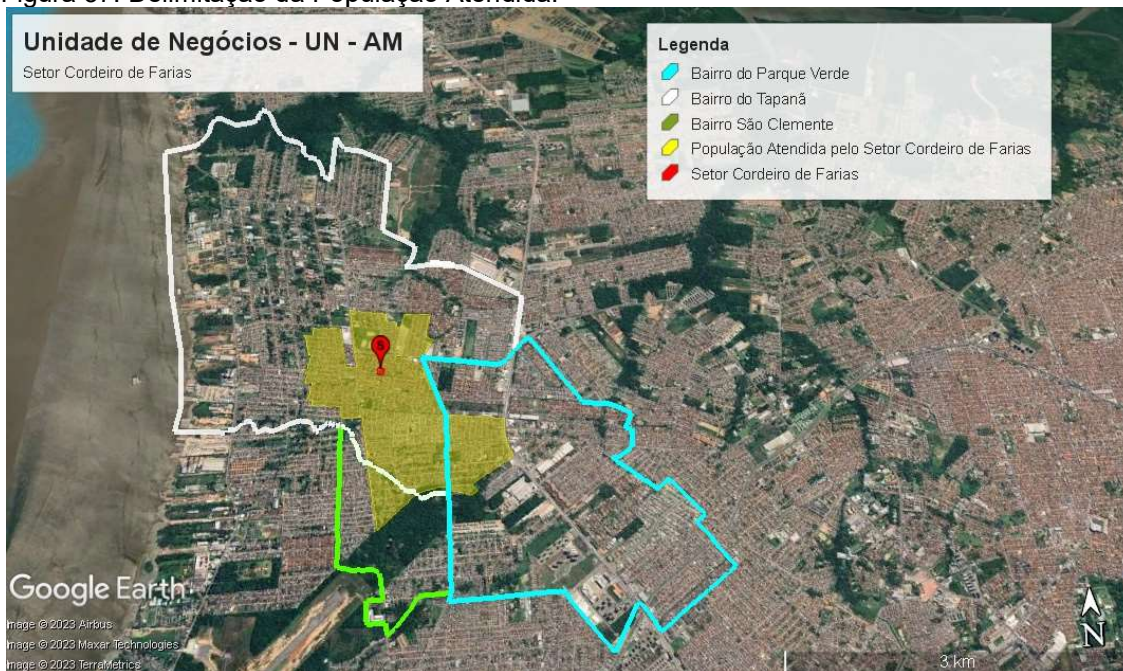 Figura 37: Delimitação da População Atendida.
Unidade de Negócios - UN - AM
Setor Cordeiro de Farias
Legenda
Bairro do Parque Verde
Bairro do Tapanã
Bairro São Clemente
População Atendida pelo Setor Cordeiro de Farias
Setor Cordeiro de Farias
S
Google Earth
Image © 2023 Airbus
Image © 2023 Maxar Technologies
Image © 2023 TerraMetrics
N
3 km